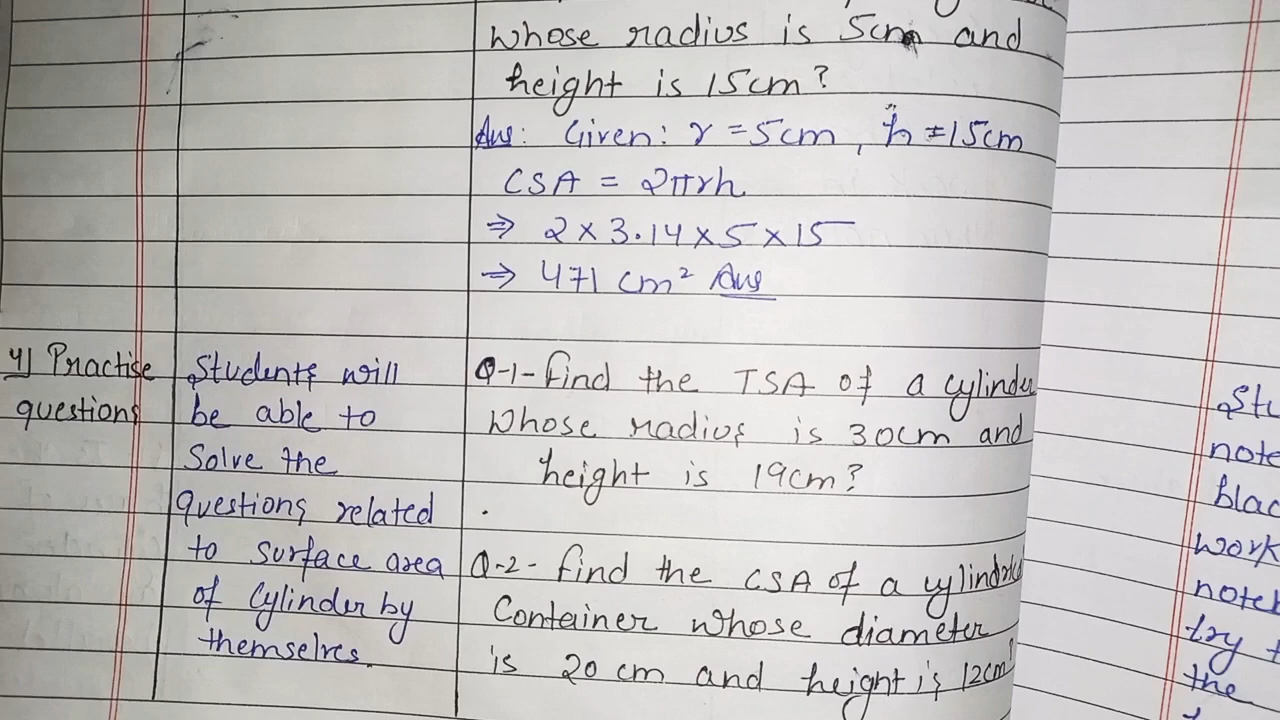 whose radius is 5cm and
height is 15cm?
Ans: Given: r = 5cm, h = 15cm
CSA = 2πrh
⇒ 2 × 3.14 × 5 × 15
⇒ 471 cm² Ans
4) Practise
questions
Students will
be able to
Solve the
questions related
to surface area
of Cylinder by
themselves.
Q-1- find the TSA of a cylinder
whose radius is 30cm and
height is 19cm?
Q-2- find the CSA of a cylindrical
Container whose diameter
is 20 cm and height is 12cm?
Stu
note
blac
work
noteb
try t
the